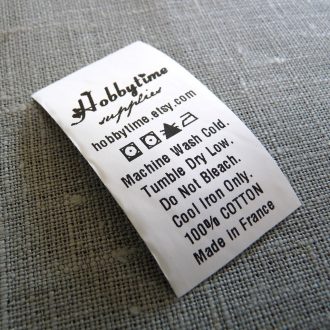 Hobbytime
supplies
hobbytime.etsy.com
Machine Wash Cold.
Tumble Dry Low.
Do Not Bleach.
Cool Iron Only.
100% COTTON
Made in France